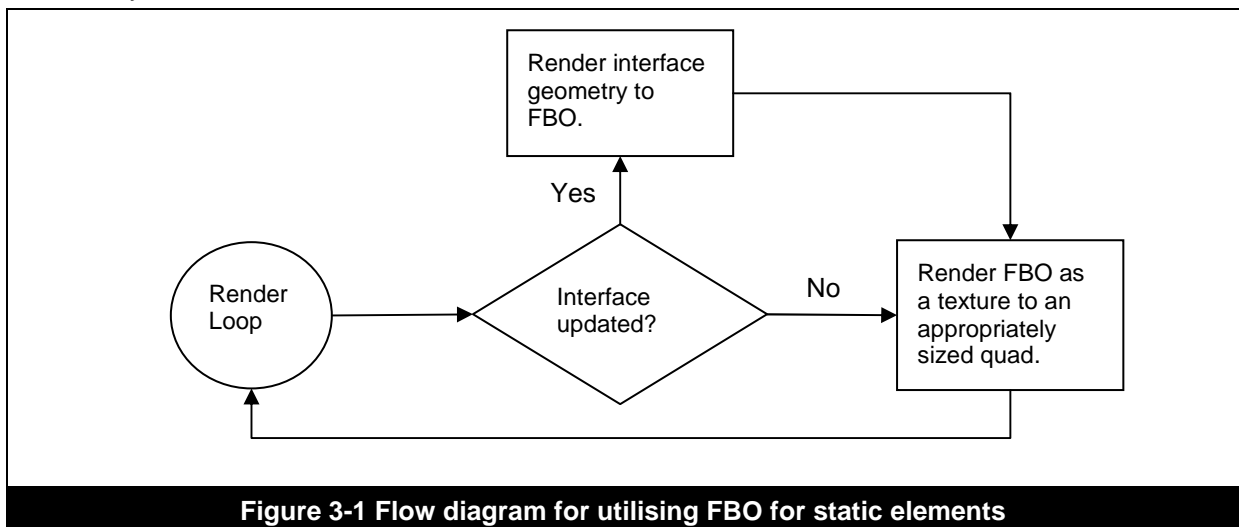 Render interface
geometry to
FBO.
Yes
Render
Loop
Interface
updated?
No
Render FBO as
a texture to an
appropriately
sized quad.
Figure 3-1 Flow diagram for utilising FBO for static elements